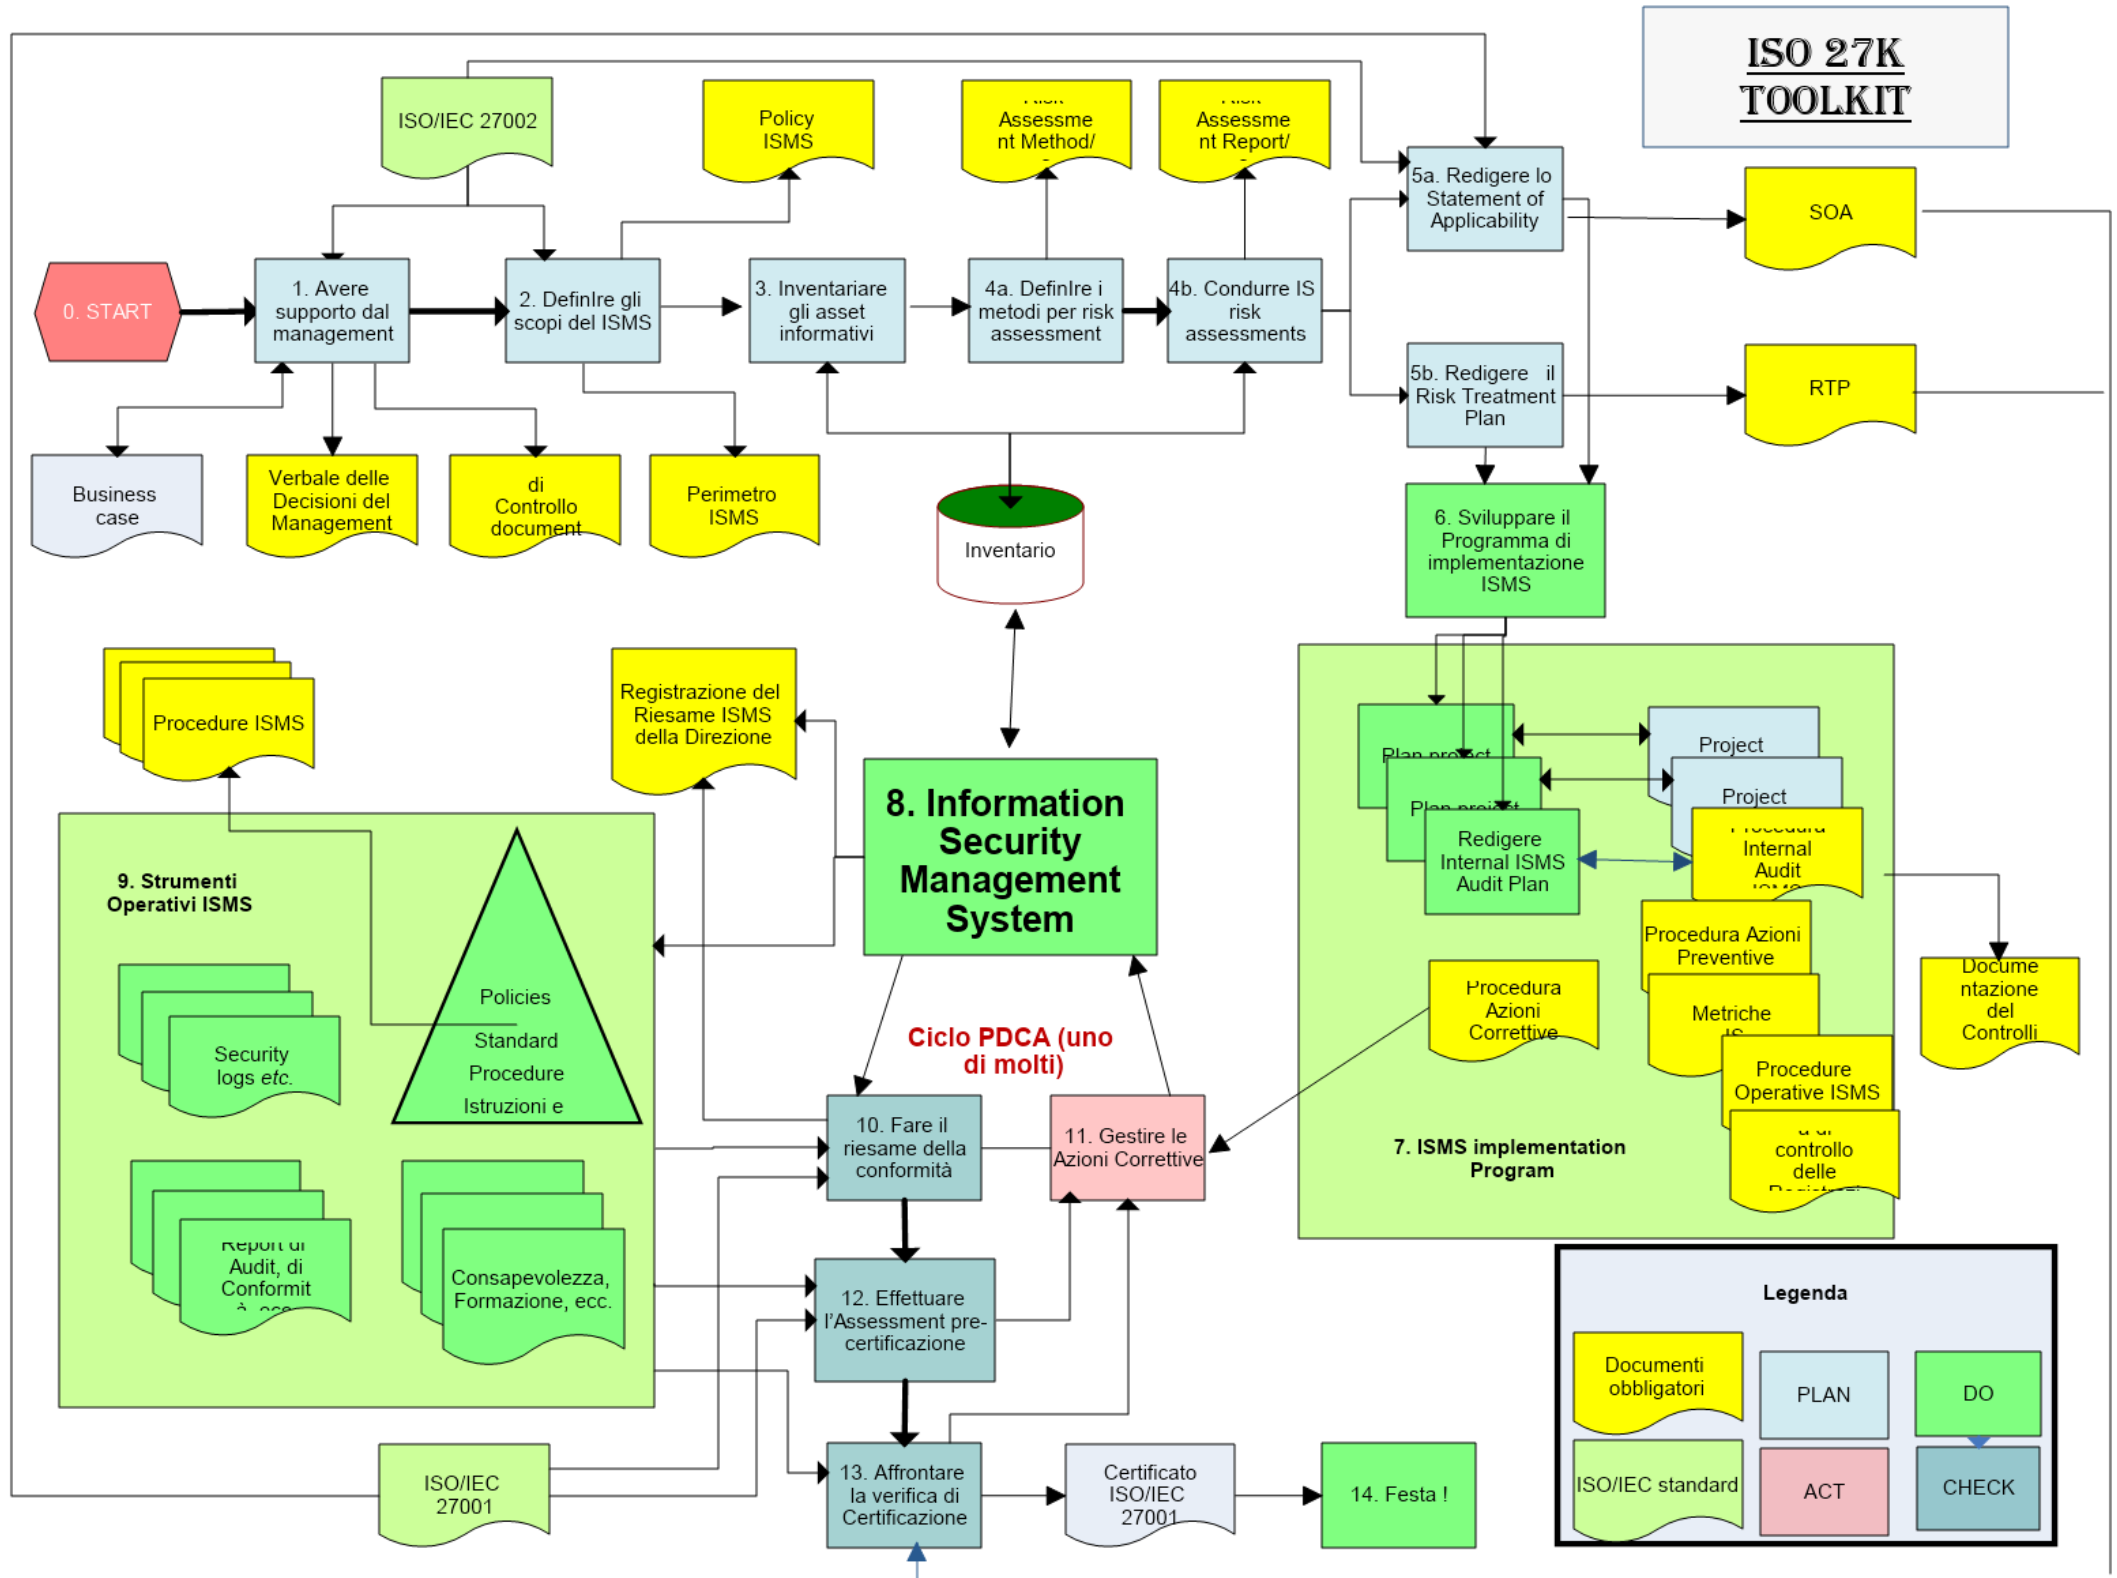 ISO 27K
TOOLKIT
ISO/IEC 27002
Policy
ISMS
Assessme
nt Method/
Assessme
nt Report/
5a. Redigere lo
Statement of
Applicability
SOA
0. START
1. Avere
supporto dal
management
2. DefinIre gli
scopi del ISMS
3. Inventariare
gli asset
informativi
4a. DefinIre i
metodi per risk
assessment
4b. Condurre IS
risk
assessments
5b. Redigere il
Risk Treatment
Plan
RTP
Business
case
Verbale delle
Decisioni del
Management
di
Controllo
document
Perimetro
ISMS
Inventario
6. Sviluppare il
Programma di
implementazione
ISMS
Procedure ISMS
Registrazione del
Riesame ISMS
della Direzione
8. Information
Security
Management
System
Plan project
Plan project
Redigere
Internal ISMS
Audit Plan
Project
Project
Procedura
Internal
Audit
ISMS
Procedura Azioni
Preventive
Metriche
IS
Procedura
Azioni
Correttive
Procedure
Operative ISMS
controllo
delle
Docume
ntazione
del
Controlli
7. ISMS implementation
Program
9. Strumenti
Operativi ISMS
Policies
Standard
Procedure
Istruzioni e
Security
logs etc.
Report di
Audit, di
Conformit
Consapevolezza,
Formazione, ecc.
Ciclo PDCA (uno
di molti)
10. Fare il
riesame della
conformità
11. Gestire le
Azioni Correttive
12. Effettuare
l'Assessment pre-
certificazione
13. Affrontare
la verifica di
Certificazione
ISO/IEC
27001
Certificato
ISO/IEC
27001
14. Festa !
Legenda
Documenti
obbligatori
PLAN
DO
ISO/IEC standard
ACT
CHECK